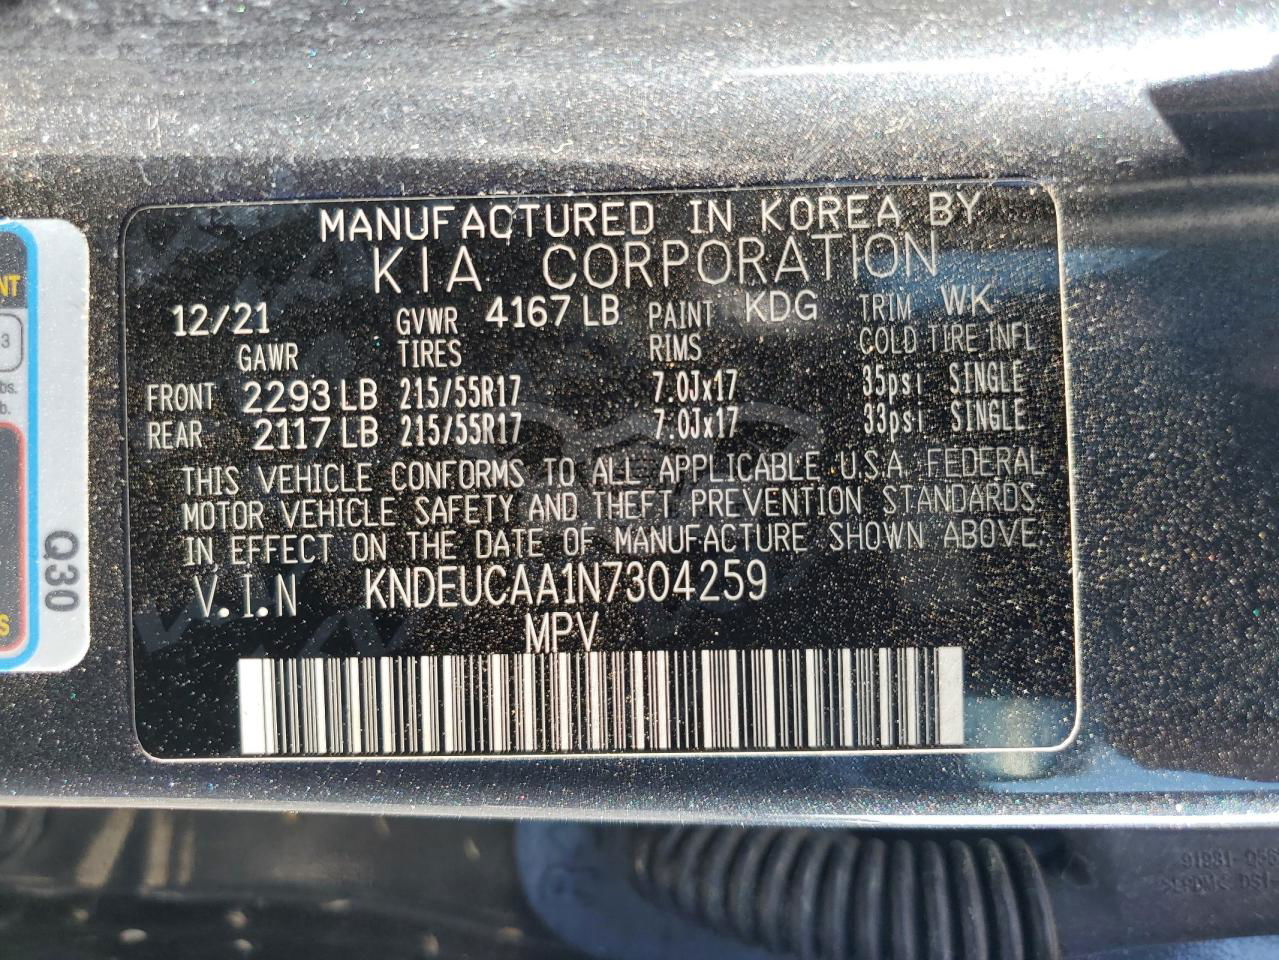 MANUFACTURED IN KOREA BY
KIA CORPORATION
12/21 GVWR 4167 LB PAINT KDG TRIM WK
GAWR TIRES RIMS COLD TIRE INFL
FRONT 2293 LB 215/55R17 7.0Jx17 35psi SINGLE
REAR 2117 LB 215/55R17 7.0Jx17 33psi SINGLE
THIS VEHICLE CONFORMS TO ALL APPLICABLE U.S.A. FEDERAL
MOTOR VEHICLE SAFETY AND THEFT PREVENTION STANDARDS
IN EFFECT ON THE DATE OF MANUFACTURE SHOWN ABOVE.
V.I.N KNDEUCAA1N7304259
MPV
NT
3
bs.
b.
Q30
S